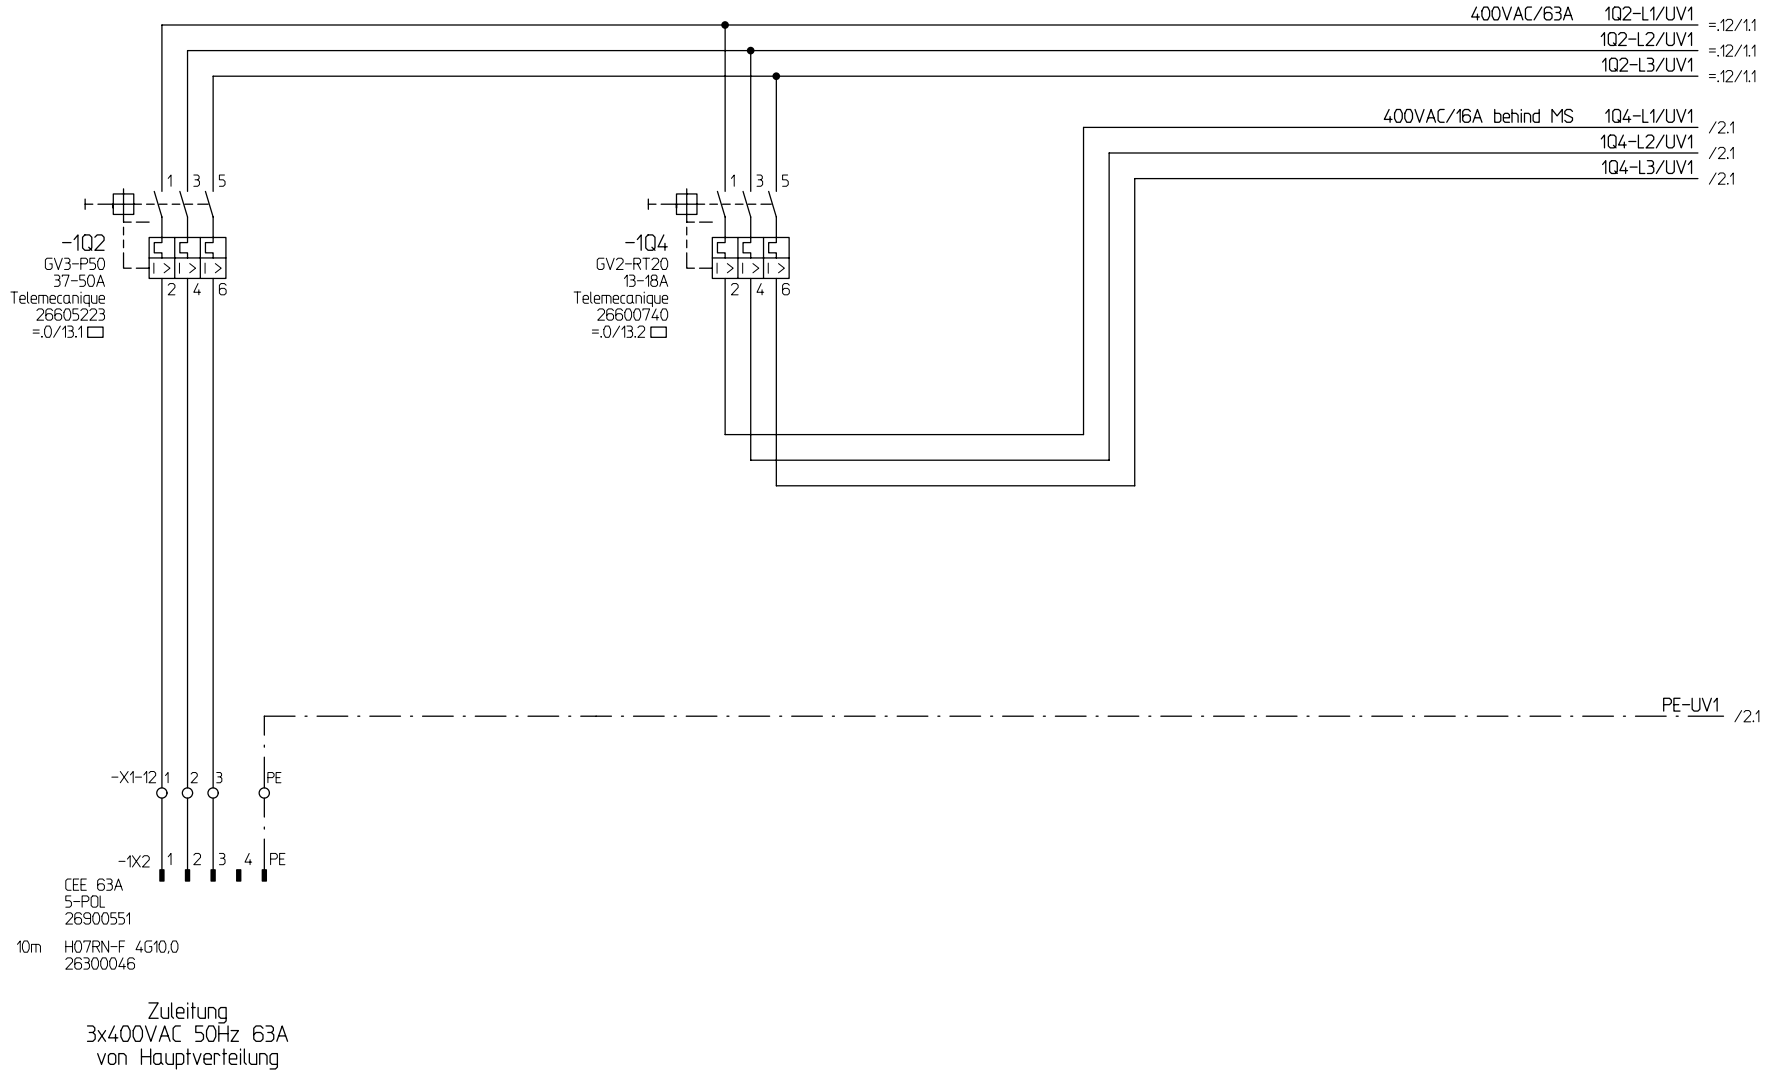 400VAC/63A 1Q2-L1/UV1 =.12/1.1
1Q2-L2/UV1 =.12/1.1
1Q2-L3/UV1 =.12/1.1
400VAC/16A behind MS 1Q4-L1/UV1 /2.1
1Q4-L2/UV1 /2.1
1Q4-L3/UV1 /2.1
1 3 5
-1Q2
GV3-P50
37-50A
Telemecanique
26605223
=.0/13.1
I > I > I >
2 4 6
1 3 5
-1Q4
GV2-RT20
13-18A
Telemecanique
26600740
=.0/13.2
I > I > I >
2 4 6
PE-UV1 /2.1
-X1-12 1 2 3 PE
-1X2 1 2 3 4 PE
CEE 63A
5-POL
26900551
10m H07RN-F 4G10,0
26300046
Zuleitung
3x400VAC 50Hz 63A
von Hauptverteilung